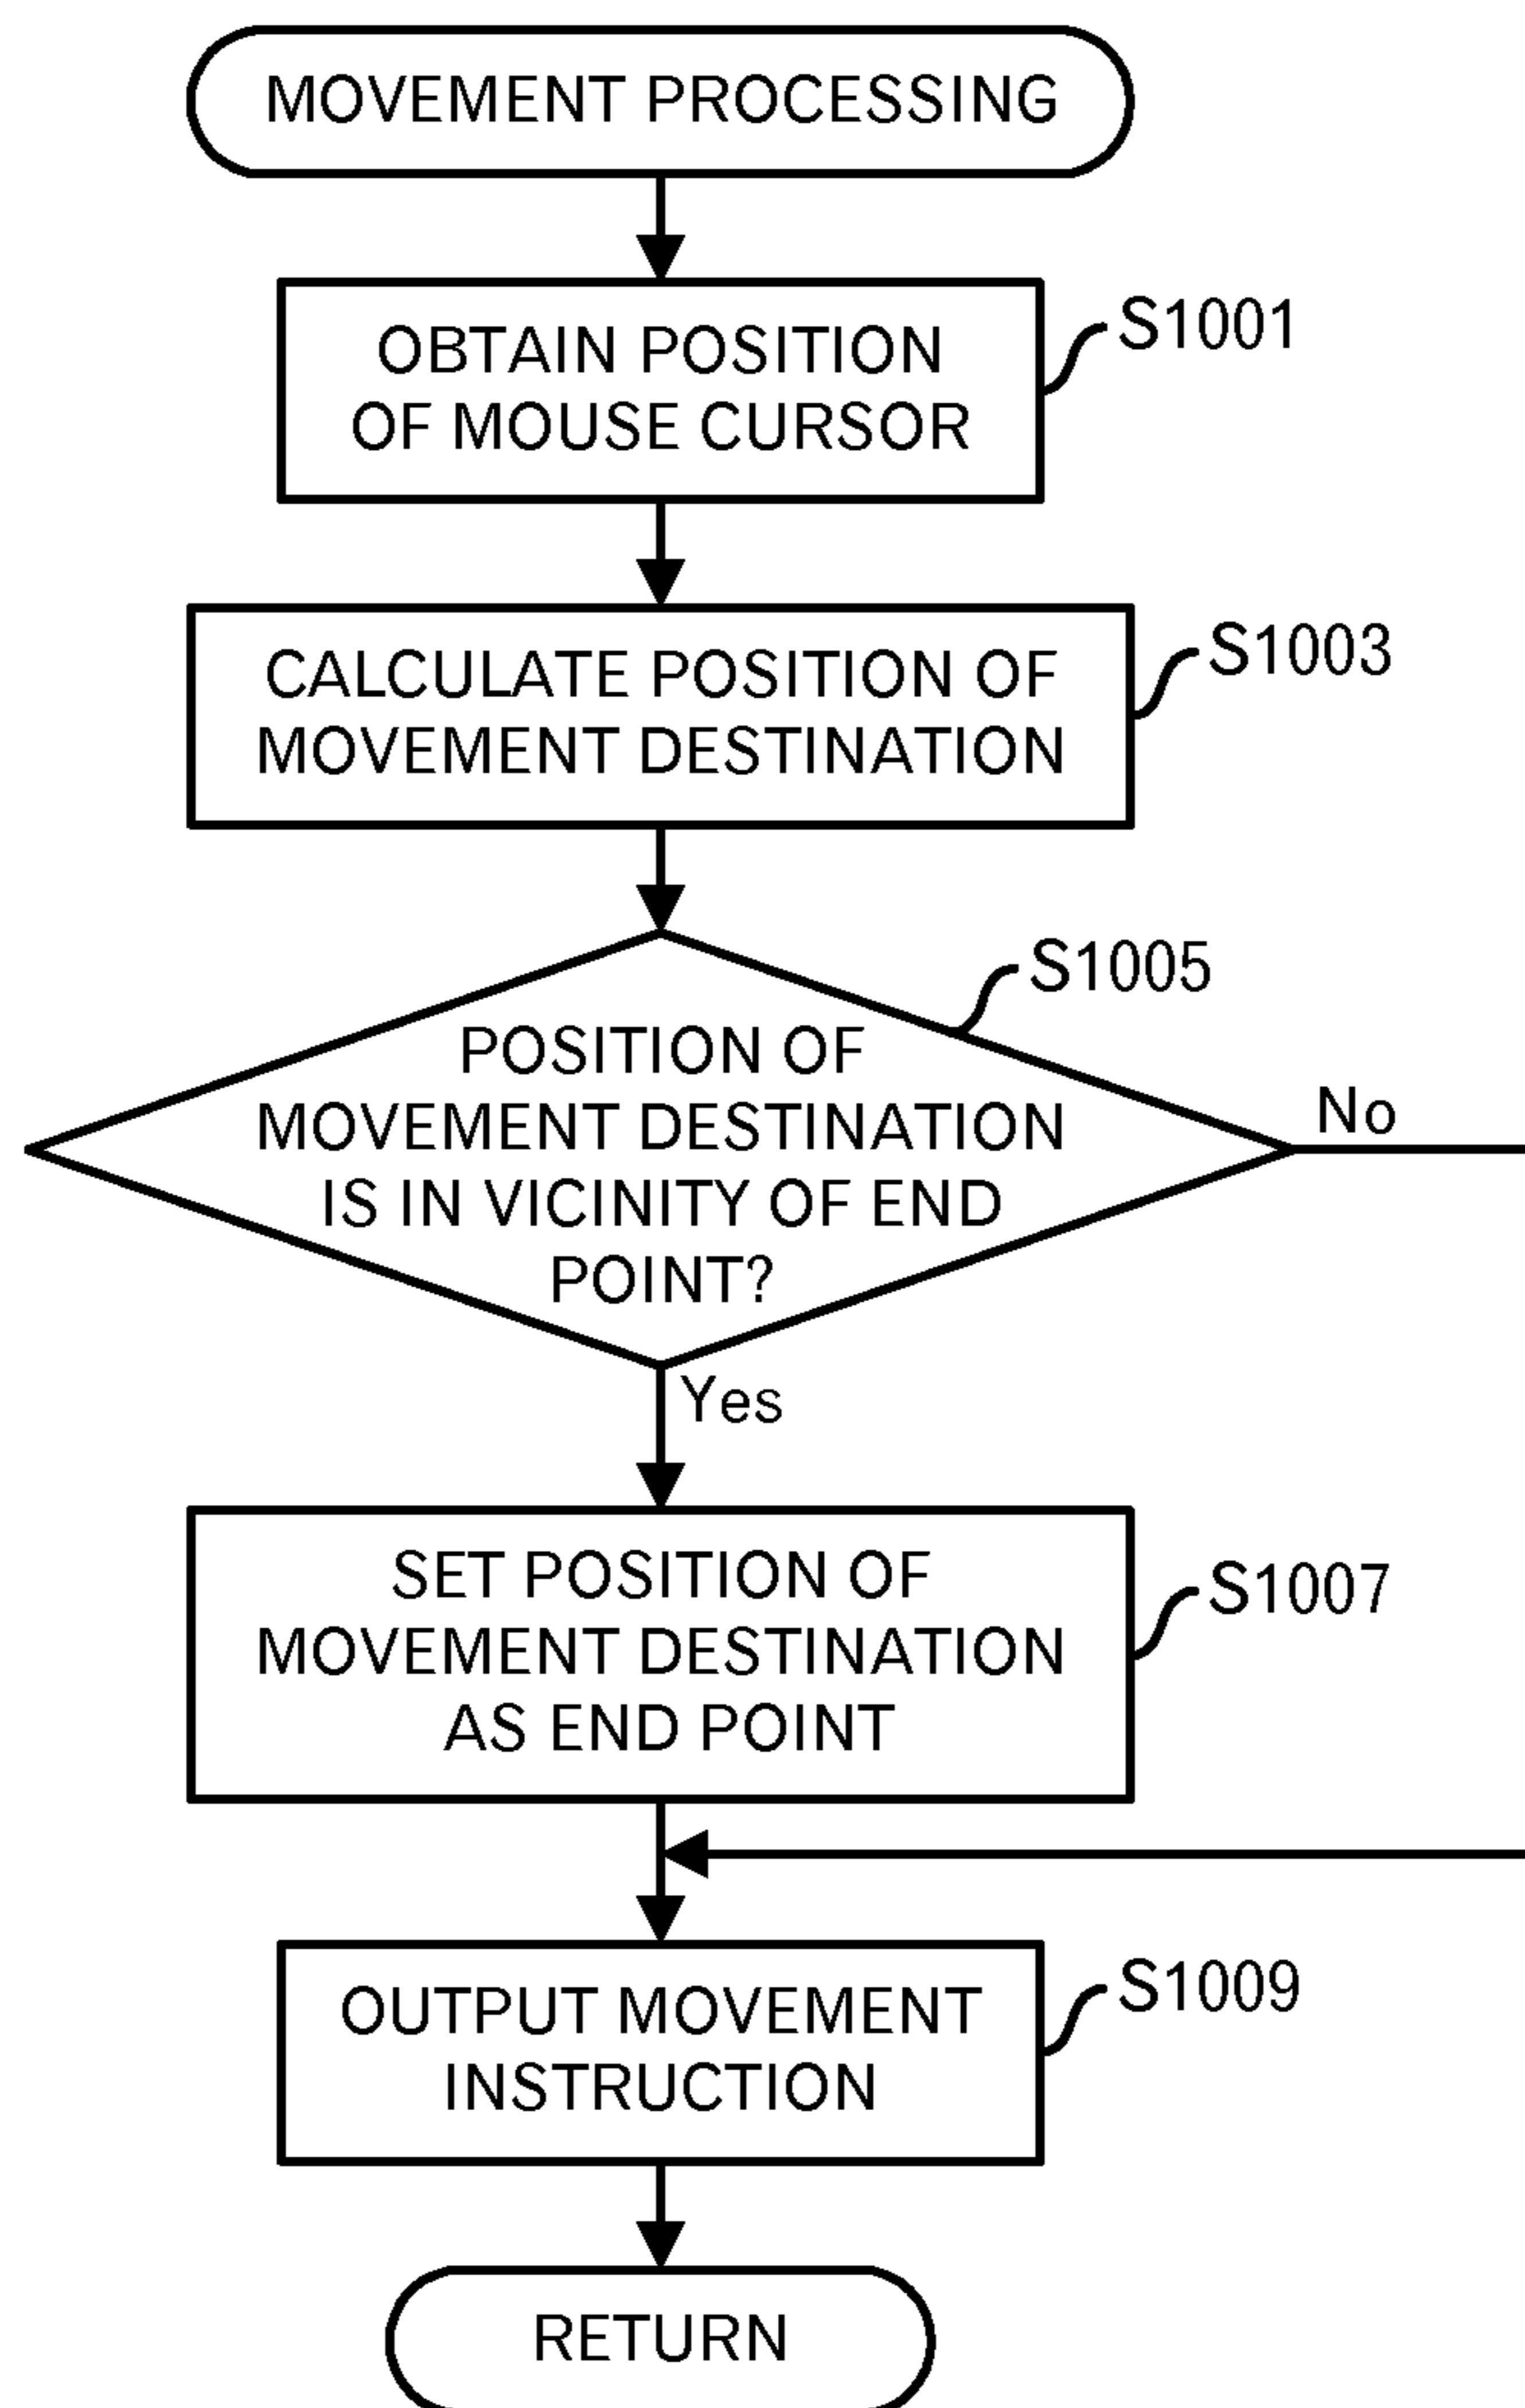 MOVEMENT PROCESSING
OBTAIN POSITION
OF MOUSE CURSOR
S1001
CALCULATE POSITION OF
MOVEMENT DESTINATION
S1003
S1005
POSITION OF
MOVEMENT DESTINATION
IS IN VICINITY OF END
POINT?
No
Yes
SET POSITION OF
MOVEMENT DESTINATION
AS END POINT
S1007
OUTPUT MOVEMENT
INSTRUCTION
S1009
RETURN